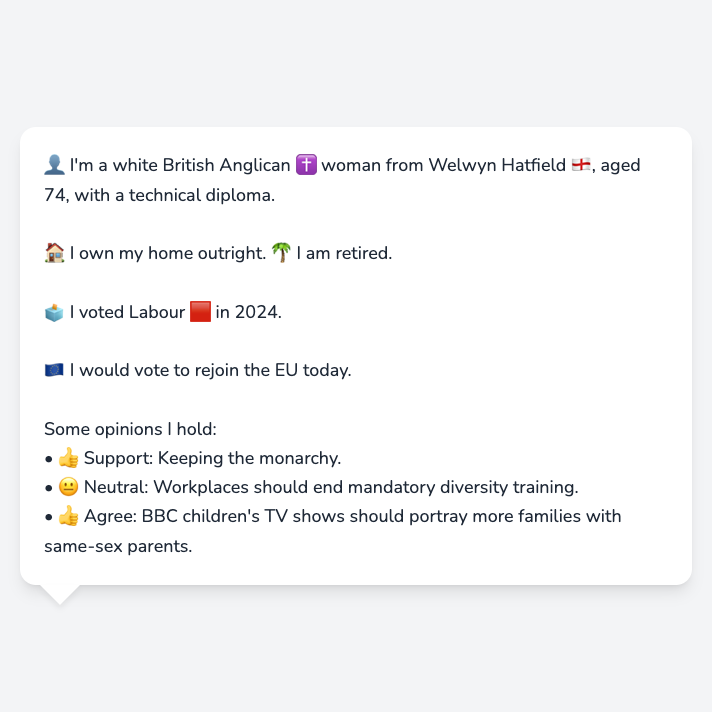 👤 I'm a white British Anglican ✝️ woman from Welwyn Hatfield 🏴󠁧󠁢󠁥󠁮󠁧󠁿, aged
74, with a technical diploma.
🏠 I own my home outright. 🌴 I am retired.
🗳️ I voted Labour 🟥 in 2024.
🇪🇺 I would vote to rejoin the EU today.
Some opinions I hold:
• 👍 Support: Keeping the monarchy.
• 😐 Neutral: Workplaces should end mandatory diversity training.
• 👍 Agree: BBC children's TV shows should portray more families with
same-sex parents.